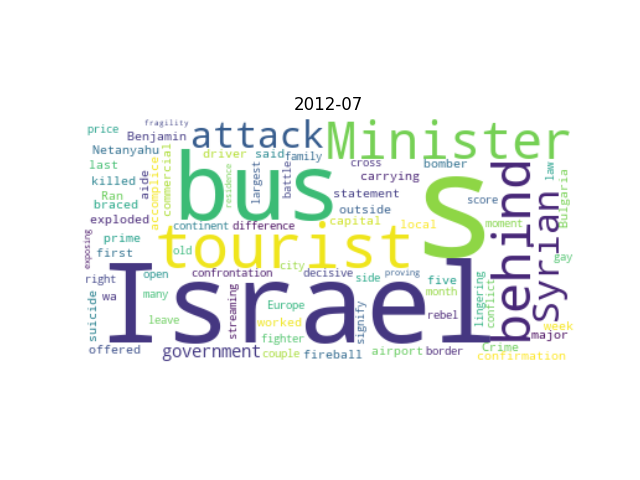 2012-07
fragility
price
Benjamin
attack
Minister
Netanyahu
commercial
driver
said
family
last
accomplice
bus
cross
bomber
law
killed
aide
residence
largest
battle
carrying
behind
Syrian
Bulgaria
Ran
statement
s
score
braced
outside
exploded
continent
difference
capital
local
moment
exposing
prime
tourist
first
old
city
gay
right
open
confrontation
decisive
side
proving
five
lingering
conflict
Israel
wa
many
streaming
Europe
signify
month
rebel
suicide
leave
worked
week
fighter
major
offered
government
couple
fireball
airport
border
Crime
confirmation